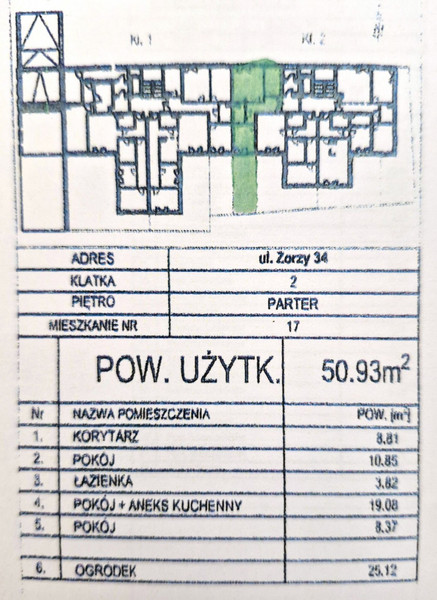 Kl. 1 Kl. 2
ADRES ul. Zorzy 34
KLATKA 2
PIĘTRO PARTER
MIESZKANIE NR 17
POW. UŻYTK. 50.93m²
Nr NAZWA POMIESZCZENIA POW. [m²]
1. KORYTARZ 8.81
2. POKÓJ 10.85
3. ŁAZIENKA 3.82
4. POKÓJ + ANEKS KUCHENNY 19.08
5. POKÓJ 8.37
6. OGRODEK 25.12